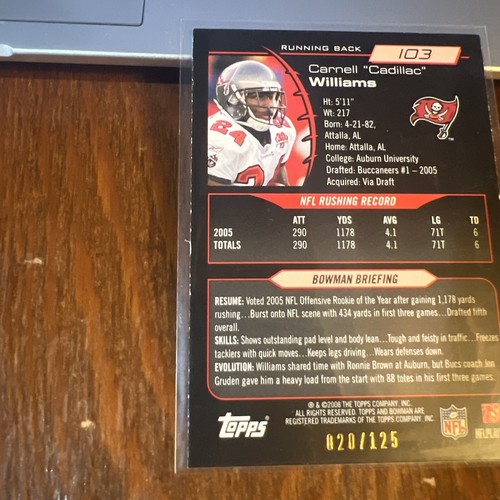 RUNNING BACK 103
Carnell "Cadillac"
Williams
Ht: 5'11"
Wt: 217
Born: 4-21-82,
Attalla, AL
Home: Attalla, AL
College: Auburn University
Drafted: Buccaneers #1 – 2005
Acquired: Via Draft
24
NFL RUSHING RECORD
ATT YDS AVG LG TD
2005 290 1178 4.1 71T 6
TOTALS 290 1178 4.1 71T 6
BOWMAN BRIEFING
RESUME: Voted 2005 NFL Offensive Rookie of the Year after gaining 1,178 yards
rushing...Burst onto NFL scene with 434 yards in first three games...Drafted fifth
overall.
SKILLS: Shows outstanding pad level and body lean...Tough and feisty in traffic...Freezes
tacklers with quick moves...Keeps legs driving...Wears defenses down.
EVOLUTION: Williams shared time with Ronnie Brown at Auburn, but Bucs coach Jon
Gruden gave him a heavy load from the start with 88 totes in his first three games.
® & ©2006 THE TOPPS COMPANY, INC.
ALL RIGHTS RESERVED. TOPPS AND BOWMAN ARE
REGISTERED TRADEMARKS OF THE TOPPS COMPANY, INC.
Topps
NFL
020/125